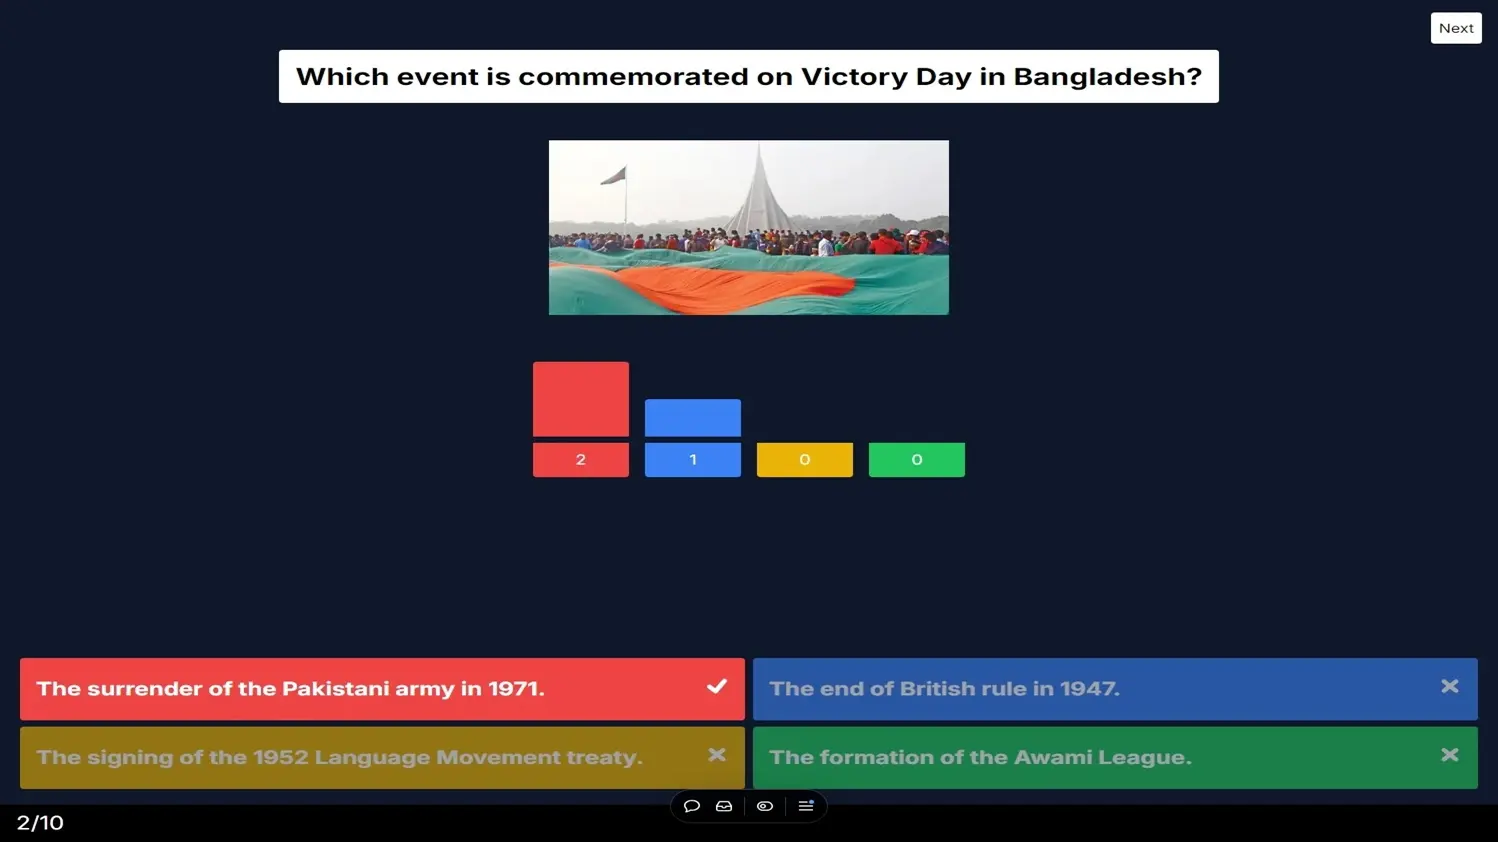 Next
Which event is commemorated on Victory Day in Bangladesh?
2
1
0
0
The surrender of the Pakistani army in 1971.
The end of British rule in 1947.
The signing of the 1952 Language Movement treaty.
The formation of the Awami League.
2/10